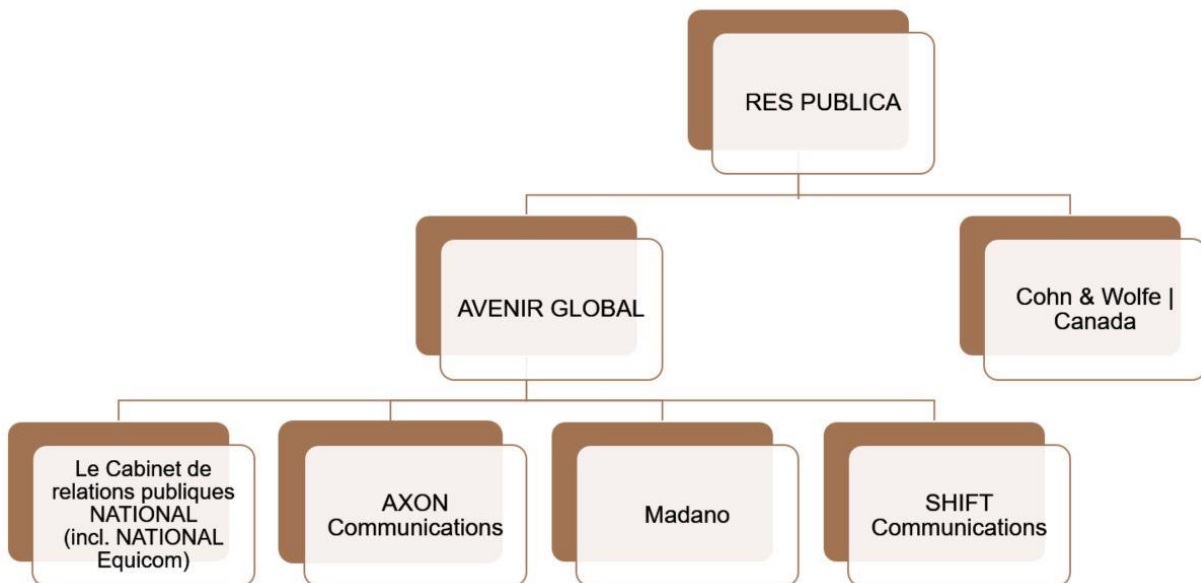 RES PUBLICA
AVENIR GLOBAL
Cohn & Wolfe |
Canada
Le Cabinet de
relations publiques
NATIONAL
(incl. NATIONAL
Equicom)
AXON
Communications
Madano
SHIFT
Communications